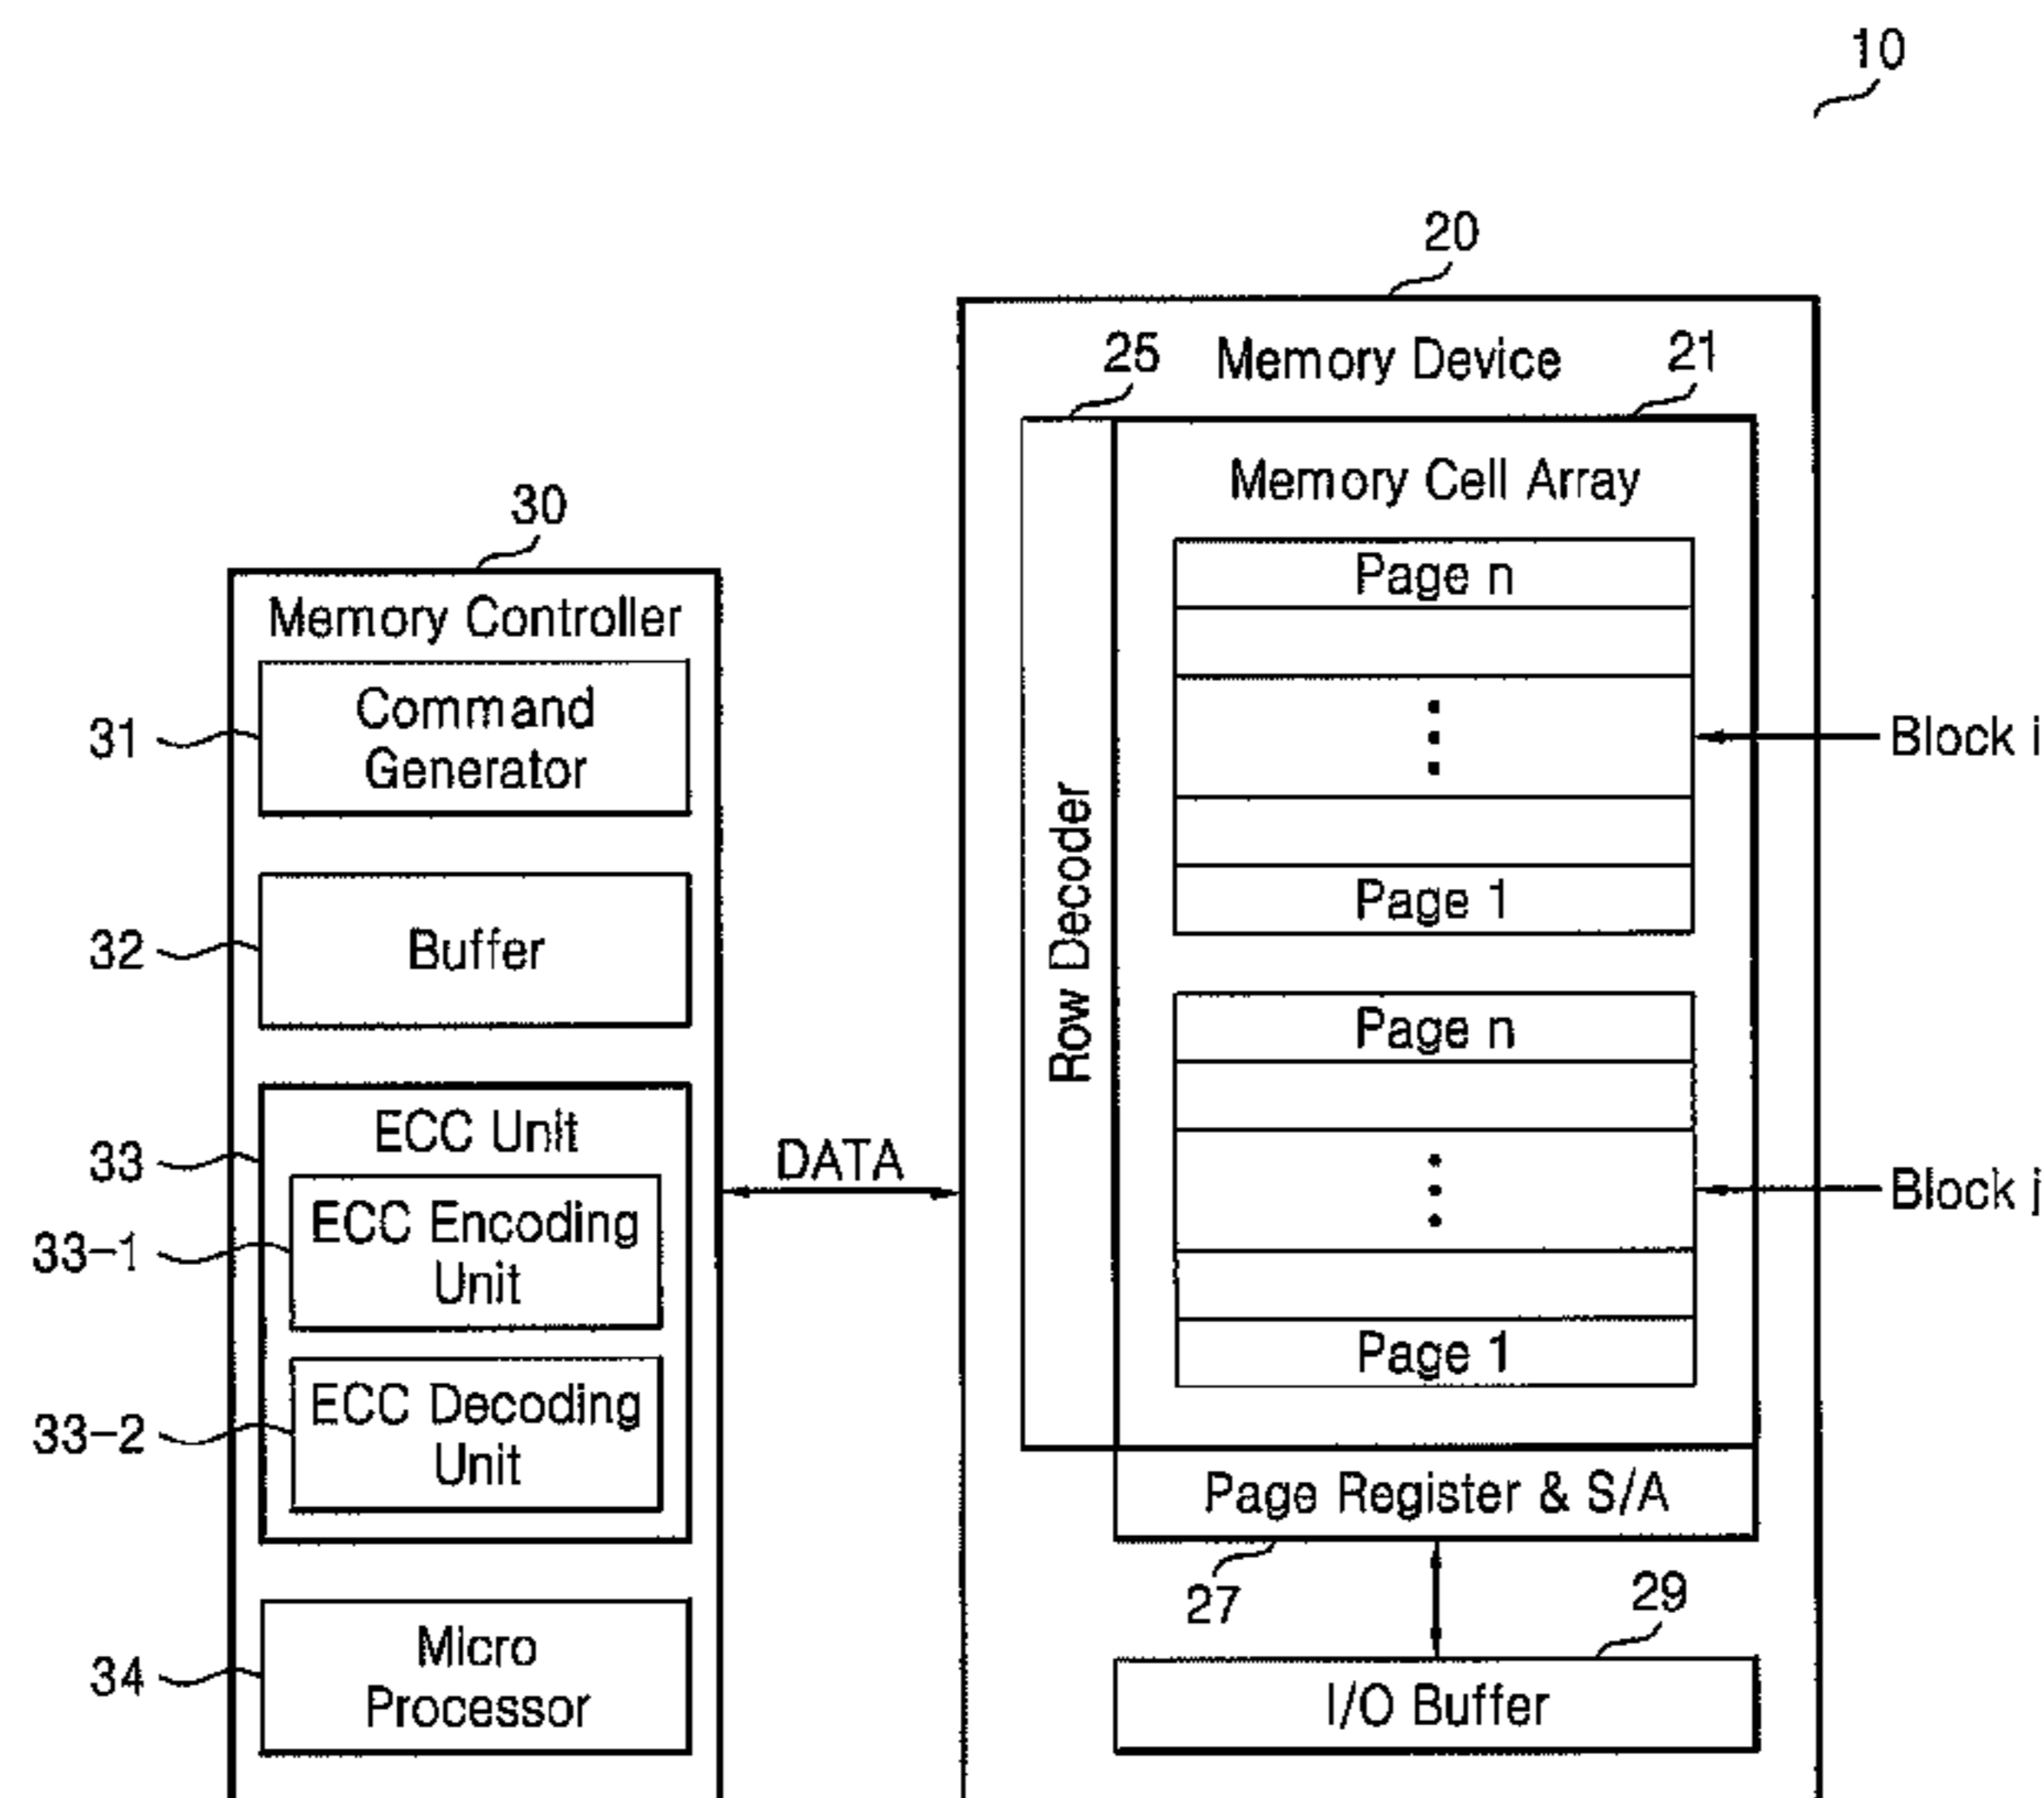 10
20
25
Memory Device
21
Memory Cell Array
30
Memory Controller
31
Command
Generator
32
Buffer
33
ECC Unit
33-1
ECC Encoding
Unit
33-2
ECC Decoding
Unit
34
Micro
Processor
DATA
Row Decoder
Page n
Page 1
Block i
Page n
Page 1
Block j
Page Register & S/A
27
29
I/O Buffer